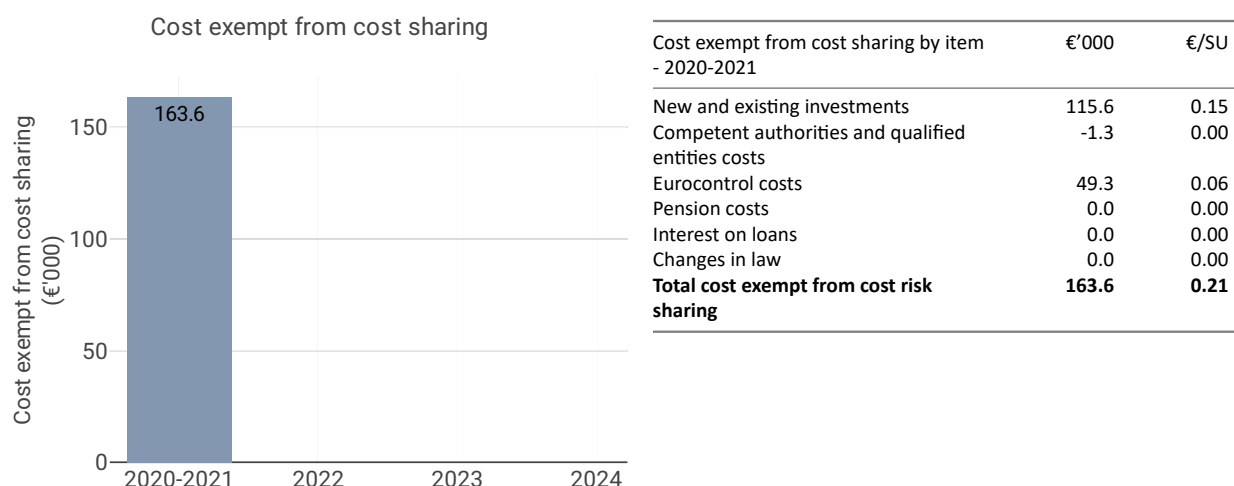 Cost exempt from cost sharing
Cost exempt from cost sharing
(€'000)
150
100
50
0
163.6
2020-2021
2022
2023
2024
Cost exempt from cost sharing by item €’000 €/SU
- 2020-2021
New and existing investments 115.6 0.15
Competent authorities and qualified -1.3 0.00
entities costs
Eurocontrol costs 49.3 0.06
Pension costs 0.0 0.00
Interest on loans 0.0 0.00
Changes in law 0.0 0.00
Total cost exempt from cost risk 163.6 0.21
sharing